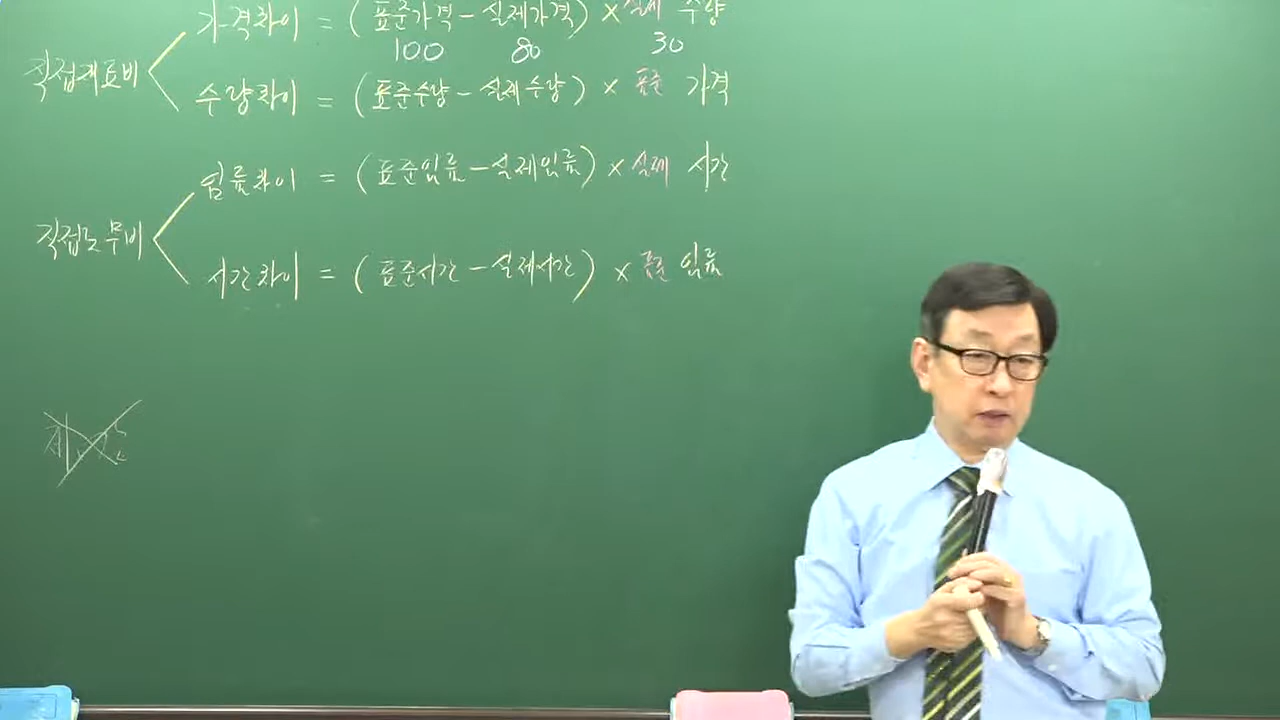 가격차이 = (표준가격 - 실제가격) × 실제 수량
100 80 30
직접재료비
수량차이 = (표준수량 - 실제수량) × 표준 가격
임률차이 = (표준임률 - 실제임률) × 실제 시간
직접노무비
시간차이 = (표준시간 - 실제시간) × 표준 임률